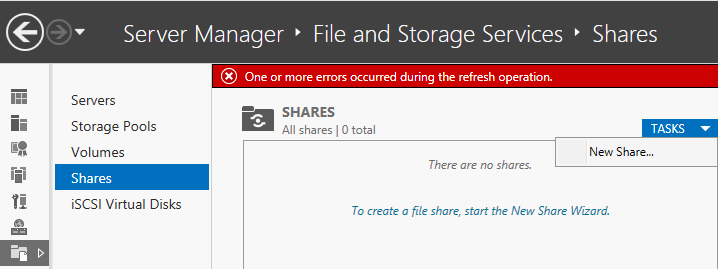 Server Manager ‣ File and Storage Services ‣ Shares
One or more errors occurred during the refresh operation.
Servers
Storage Pools
Volumes
Shares
iSCSI Virtual Disks
SHARES
All shares | 0 total
TASKS
New Share...
There are no shares.
To create a file share, start the New Share Wizard.